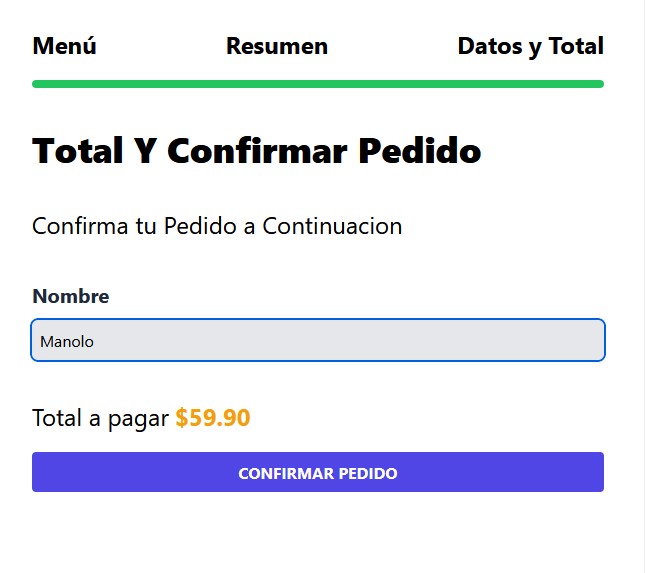 Menú Resumen Datos y Total
Total Y Confirmar Pedido
Confirma tu Pedido a Continuacion
Nombre
Manolo
Total a pagar $59.90
CONFIRMAR PEDIDO